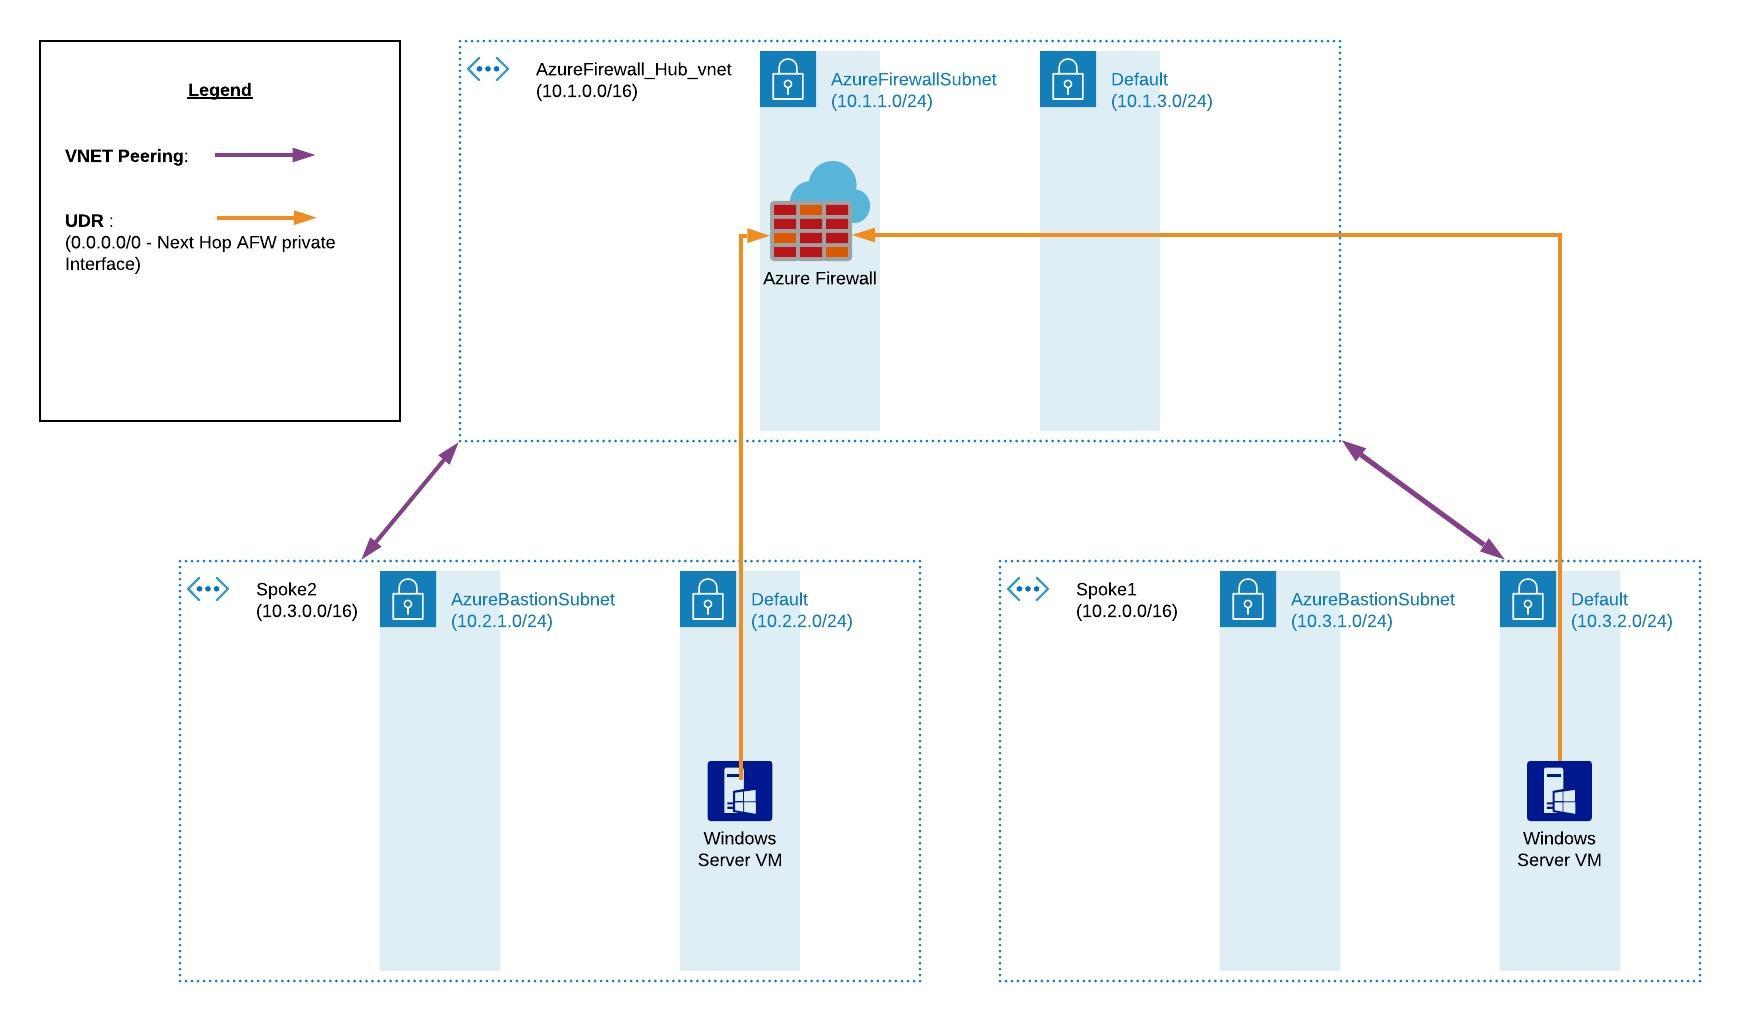 Legend
VNET Peering:
UDR :
(0.0.0.0/0 - Next Hop AFW private
Interface)
AzureFirewall_Hub_vnet
(10.1.0.0/16)
AzureFirewallSubnet
(10.1.1.0/24)
Default
(10.1.3.0/24)
Azure Firewall
Spoke2
(10.3.0.0/16)
AzureBastionSubnet
(10.2.1.0/24)
Default
(10.2.2.0/24)
Windows
Server VM
Spoke1
(10.2.0.0/16)
AzureBastionSubnet
(10.3.1.0/24)
Default
(10.3.2.0/24)
Windows
Server VM